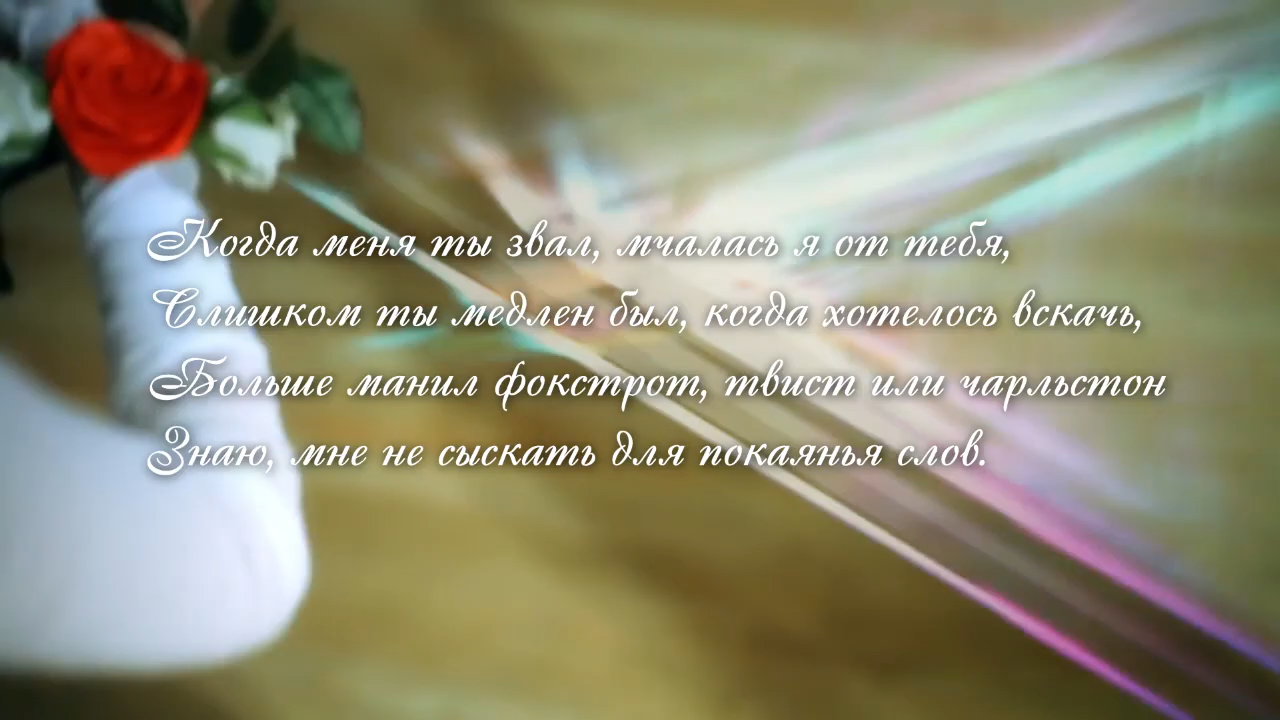 Когда меня ты звал, мчалась я от тебя,
Слишком ты медлен был, когда хотелось вскачь,
Больше манил фокстрот, твист или чарльстон
Знаю, мне не сыскать для покаянья слов.